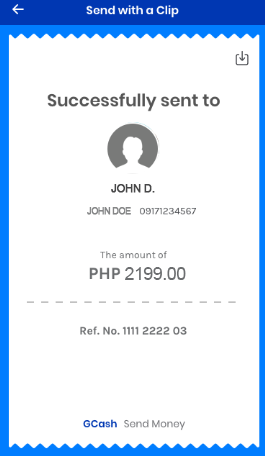 Send with a Clip
Successfully sent to
JOHN D.
JOHN DOE 09171234567
The amount of
PHP 2199.00
Ref. No. 1111 2222 03
GCash Send Money